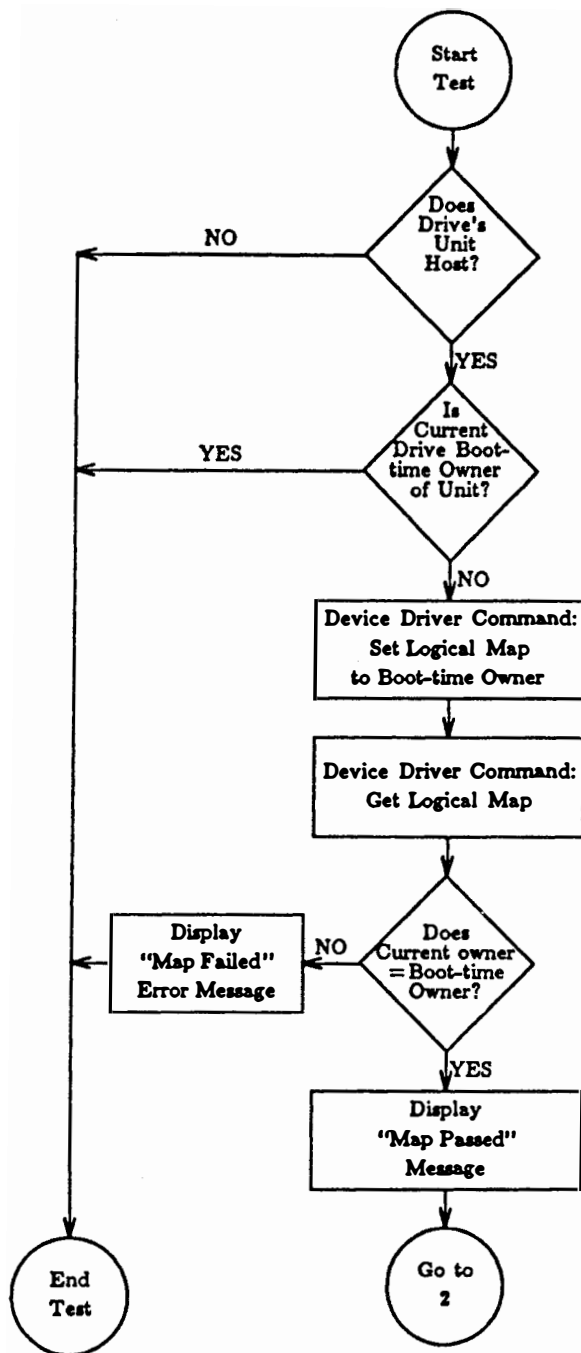 Start
Test
Does
Drive's
Unit
Host?
NO
YES
Is
Current
Drive Boot-
time Owner
of Unit?
YES
NO
Device Driver Command:
Set Logical Map
to Boot-time Owner
Device Driver Command:
Get Logical Map
Does
Current owner
=Boot-time
Owner?
NO
Display
"Map Failed"
Error Message
YES
Display
"Map Passed"
Message
End
Test
Go to
2